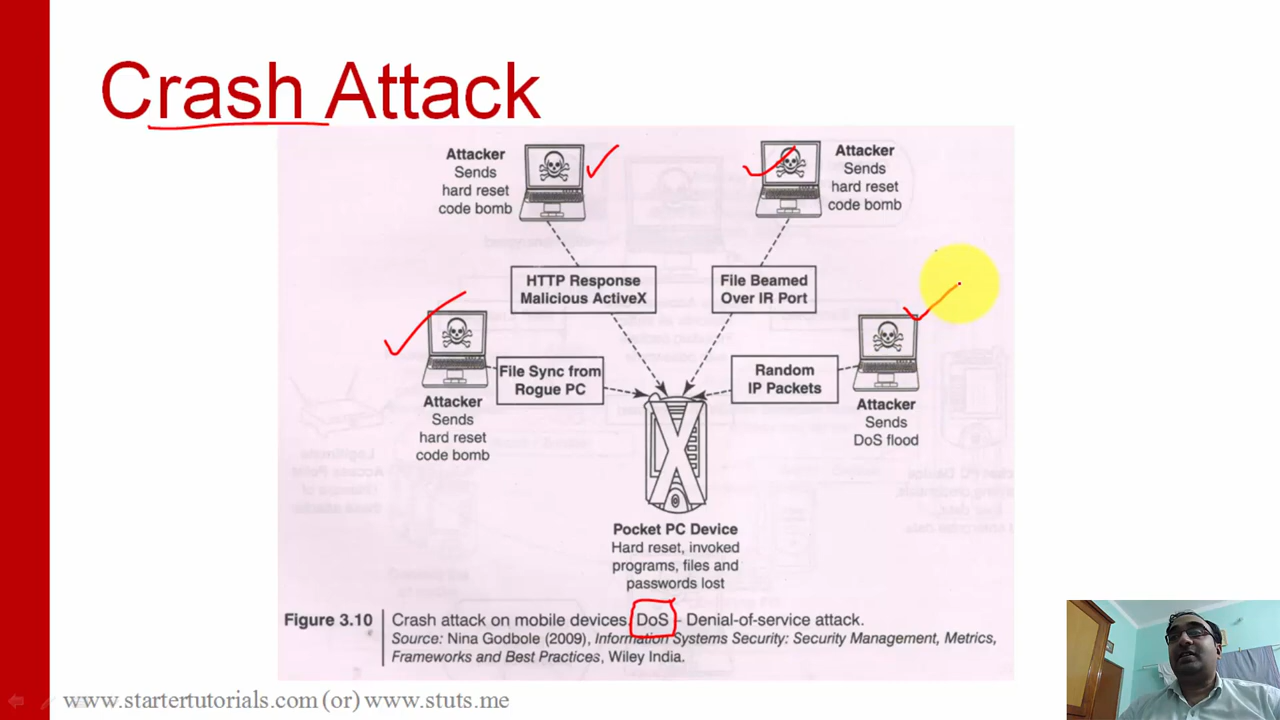 Crash Attack
Attacker
Sends
hard reset
code bomb
Attacker
Sends
hard reset
code bomb
HTTP Response
Malicious ActiveX
File Beamed
Over IR Port
File Sync from
Rogue PC
Random
IP Packets
Attacker
Sends
hard reset
code bomb
Attacker
Sends
DoS flood
Pocket PC Device
Hard reset, invoked
programs, files and
passwords lost
Figure 3.10 Crash attack on mobile devices. DoS – Denial-of-service attack.
Source: Nina Godbole (2009), Information Systems Security: Security Management, Metrics,
Frameworks and Best Practices, Wiley India.
www.startertutorials.com (or) www.stuts.me